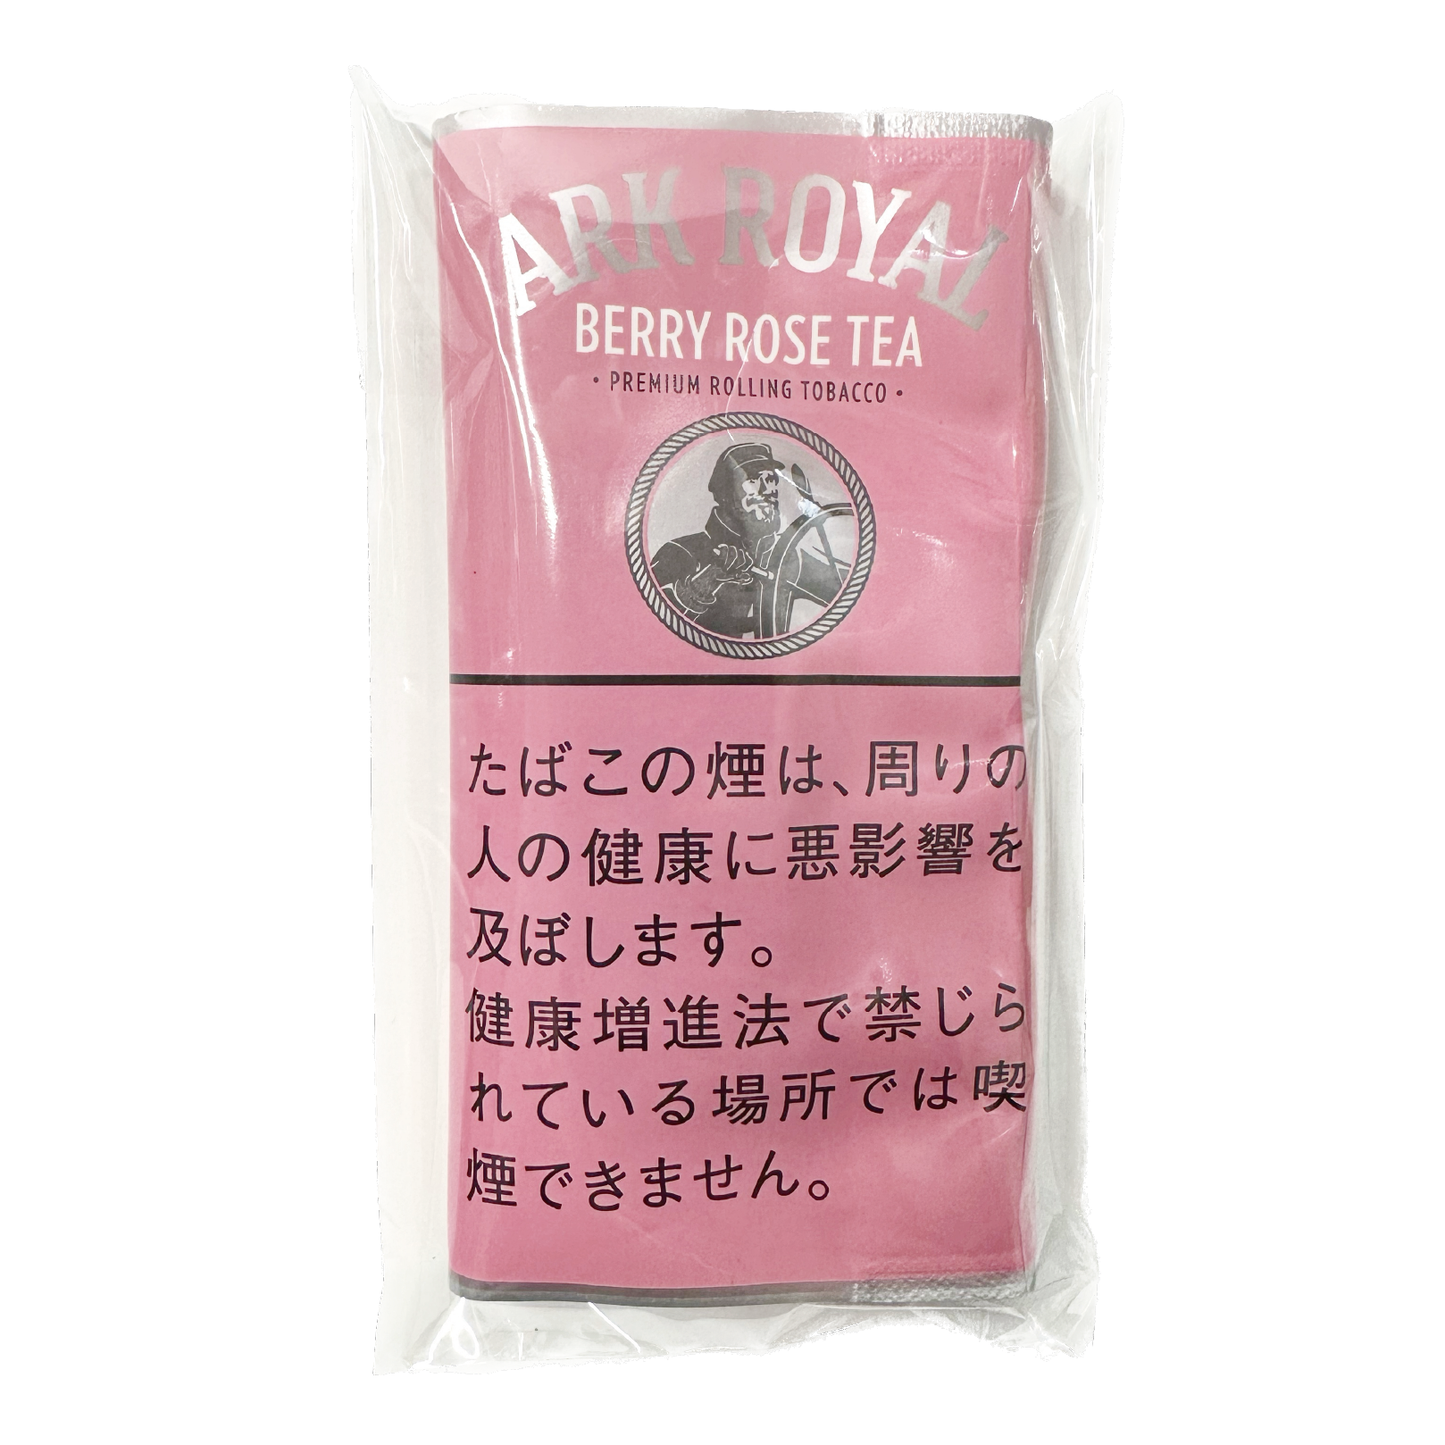 ARK ROYAL
BERRY ROSE TEA
• PREMIUM ROLLING TOBACCO •
たばこの煙は、周りの
人の健康に悪影響を
及ぼします。
健康増進法で禁じら
れている場所では喫
煙できません。